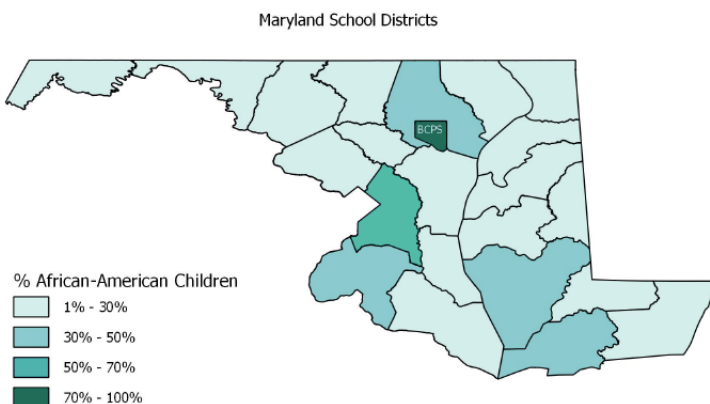 Maryland School Districts
BCPS
% African-American Children
1% - 30%
30% - 50%
50% - 70%
70% - 100%